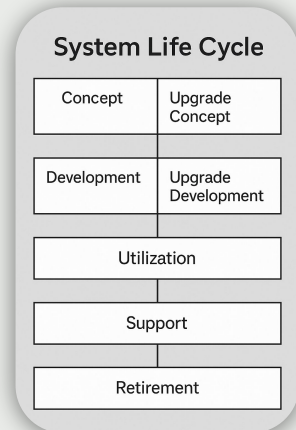 System Life Cycle
Concept
Upgrade
Concept
Development
Upgrade
Development
Utilization
Support
Retirement